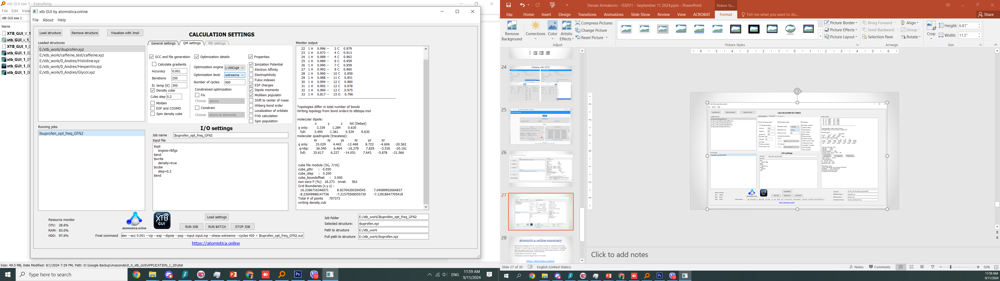 xtb GUI exe 1 - Everything
File Edit View
xtb GUI exe 1
Name
XTB_GUI_V_1
xtb_GUI_v_1_
XTB_GUI_1_0
xtb_GUI_1_02
xtb_GUI_1_01
xtb_GUI_1_00
xtb_GUI_1_00
xtb GUI by atomistica.online
File About Help
Load structure Remove structure Visualize with Jmol
Loaded structures
E:/xtb_work/ibuprofen.xyz
E:/xtb_work/caffeine_test/caffeine.xyz
E:/xtb_work/0_Andres/Histidine.xyz
E:/xtb_work/0_Andres/Hesperitin.xyz
E:/xtb_work/0_Andres/Glycol.xyz
Running jobs
Ibuprofen_opt_freq_GFN2
CALCULATION SETTINGS
General settings QM settings MD settings
SCC and file generation
Calculate gradients
Accuracy 0.001
Iterations 250
El. temp [K] 300
Density cube
Cube step 0.2
Molden
ESP and COSMO
Spin density cube
Optimization details
Optimization engine L-ANCopt
Optimization level extreeme
Number of cycles 400
Constrained optimization
Fix
Choose atoms
Constrain
Choose atoms & elements
Properties
Ionization Potential
Electron Affinity
Electrophilicity
Fukui indexes
ESP charges
Dipole moments
Mulliken populatin
Shift to center of mass
Wiberg bond order
Localization of orbitals
FOD calculation
Spin population
I/O settings
Job name Ibuprofen_opt_freq_GFN2
Input file
$opt
engine=lbfgs
$end
$write
density=true
$cube
step=0.2
$end
Monitor output
22 1 H 0.996 -- 3 C 0.979
23 1 H 0.973 -- 4 C 0.913
24 1 H 0.988 -- 4 C 0.962
25 1 H 0.989 -- 6 C 0.959
26 1 H 0.990 -- 7 C 0.959
27 1 H 0.992 -- 9 C 0.960
28 1 H 0.990 -- 10 C 0.959
29 1 H 0.988 -- 11 C 0.951
30 1 H 0.994 -- 12 C 0.980
31 1 H 0.992 -- 12 C 0.978
32 1 H 0.990 -- 12 C 0.975
33 1 H 0.817 -- 15 O 0.796
Topologies differ in total number of bonds
Writing topology from bond orders to xtbtopo.mol
molecular dipole:
x y z tot (Debye)
q only: 3.339 1.284 0.630
full: 3.495 1.361 0.539 9.630
molecular quadrupole (traceless):
xx xy yy xz yz zz
q only: 33.029 4.442 -12.468 8.722 -4.606 -20.562
q+dip: 36.540 6.464 -16.379 7.829 -3.530 -20.161
full: 35.617 6.227 -14.051 7.643 -5.878 -21.566
cube file module (SG, 7/16)
cube_pthr : 0.050
cube_step : 0.200
cube_boundoffset : 3.000
non-zero P (%): 18.273 nmat: 563
Grid Boundaries (x y z) :
16.2366716346071 8.92704200304545 7.04089952664837
-8.23049988147736 -7.21575508555730 -7.12918647705418
Total # of points 707373
writing density.cub
Resource monitor
CPU: 28.6%
RAM: 83.0%
HDD: 97.6%
atomistica.online
XTB GUI
Load settings
RUN JOB RUN BATCH STOP JOB
Final command ater --acc 0.001 --vip --esp --dipole --pop --input input.inp --ohess extreeme --cycles 400 > Ibuprofen_opt_freq_GFN2.out
https://atomistica.online
Job folder E:/xtb_work/Ibuprofen_opt_freq_GFN2
Selected structure: ibuprofen.xyz
Path to structure E:/xtb_work
Full path to structure E:/xtb_work/ibuprofen.xyz
Size: 49.5 MB, Date Modified: 9/1/2024 7:29 PM, Path: D:\Google Backup\Anaconda\0_0_xtb_GUI\APPLICATION_1_20\dist
Type here to search
13
ENG
11:59 AM
9/11/2024
Stevan Armakovic - ISSP21 - September 11 2024.pptx - PowerPoint
Picture To...
File Home Insert Design Transitions Animations Slide Show Review View ACROBAT Format Tell me what you want to do...
Share
Remove Background
Corrections
Color
Artistic Effects
Compress Pictures
Change Picture
Reset Picture
Adjust
Picture Styles
Picture Border
Picture Effects
Picture Layout
Bring Forward
Send Backward
Selection Pane
Align
Group
Rotate
Arrange
Crop
Height: 6.81"
Width: 11.5"
Size
24
Online xtb GUI
25
26
27
28
atomistica.online summary
https://atomistica.online
CALCULATION SETTINGS
I/O settings
https://atomistica.online
Click to add notes
Slide 27 of 30 English (United States)
Notes Comments 50%
11:59 AM
9/11/2024